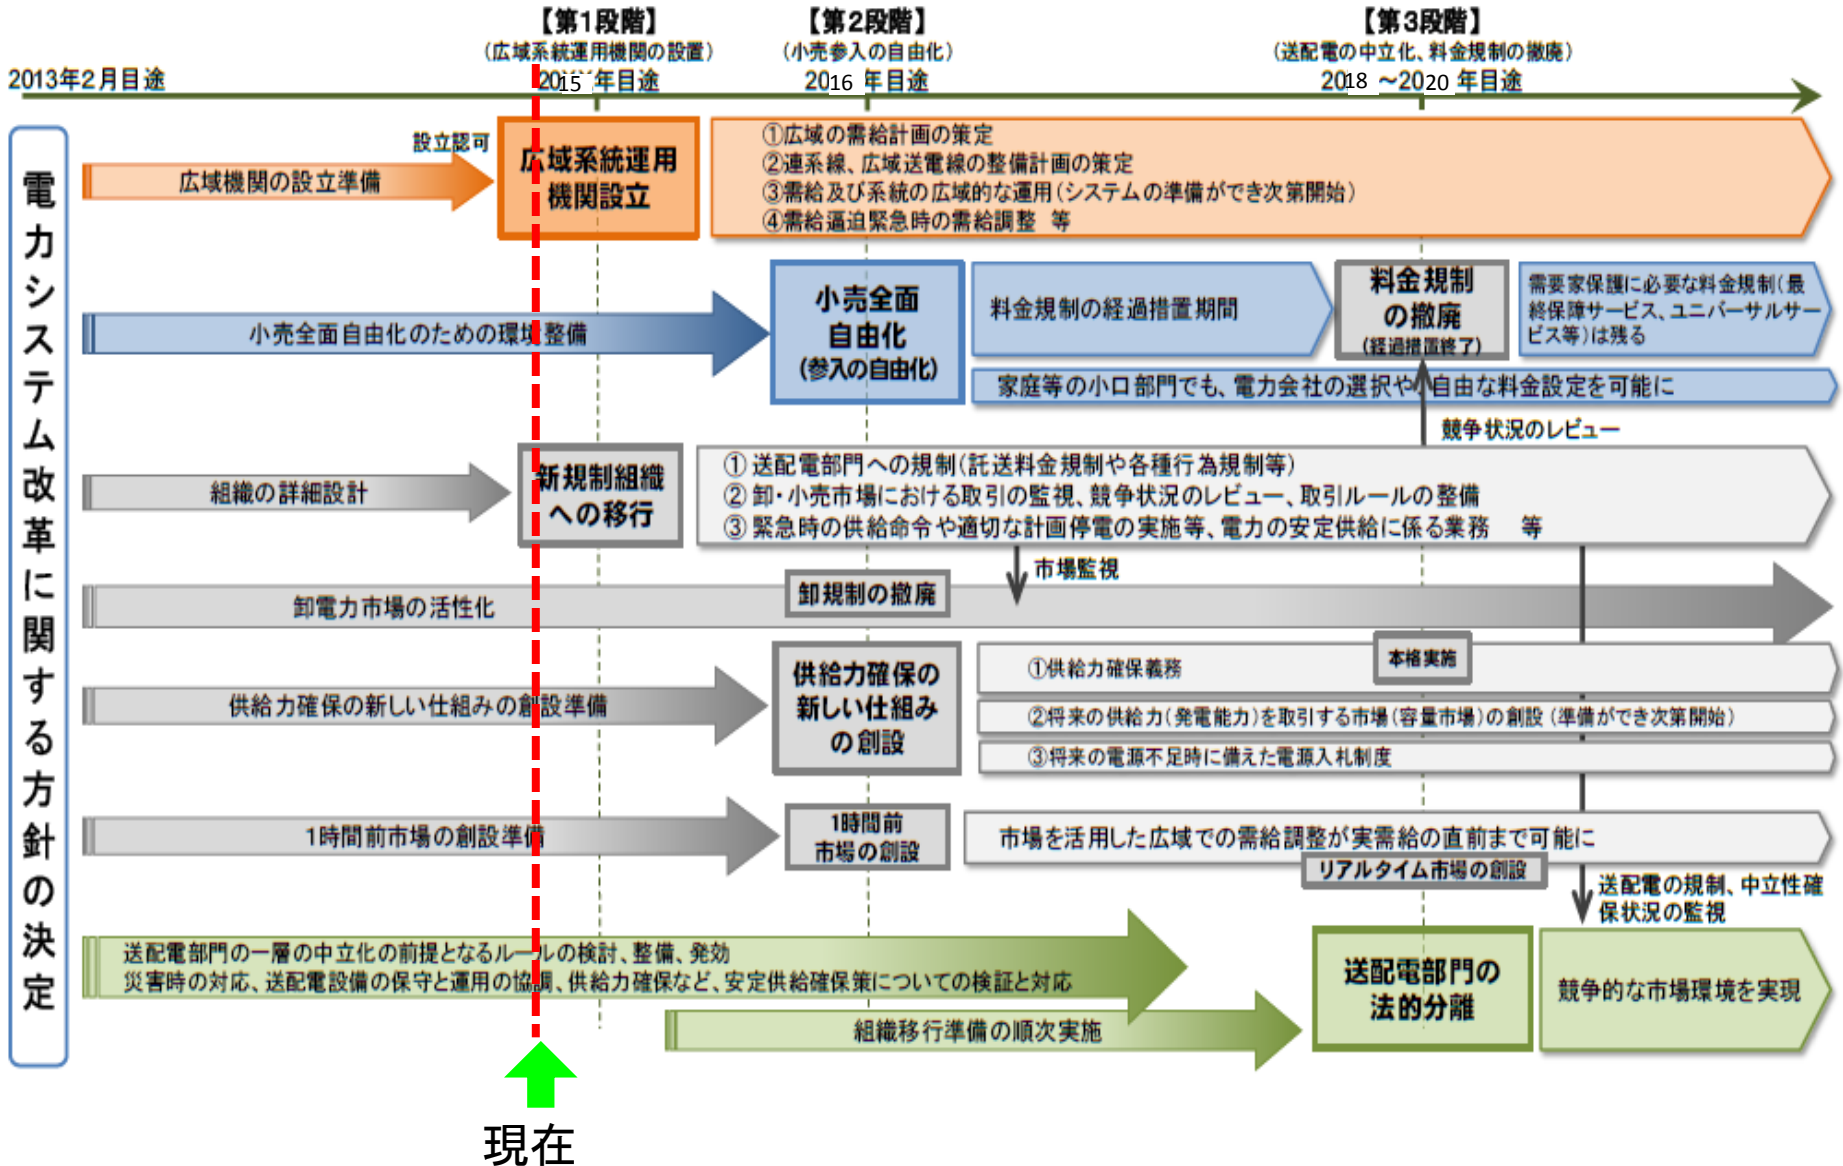 【第1段階】
(広域系統運用機関の設置)
2015年目途
【第2段階】
(小売参入の自由化)
2016年目途
【第3段階】
(送配電の中立化、料金規制の撤廃)
2018 ～2020 年目途
2013年2月目途
電力システム改革に関する方針の決定
設立認可
広域機関の設立準備
広域系統運用
機関設立
①広域の需給計画の策定
②連系線、広域送電線の整備計画の策定
③需給及び系統の広域的な運用(システムの準備ができ次第開始)
④需給逼迫緊急時の需給調整 等
小売全面自由化のための環境整備
小売全面
自由化
(参入の自由化)
料金規制の経過措置期間
料金規制
の撤廃
(経過措置終了)
需要家保護に必要な料金規制(最
終保障サービス、ユニバーサルサー
ビス等)は残る
家庭等の小口部門でも、電力会社の選択や、自由な料金設定を可能に
競争状況のレビュー
組織の詳細設計
新規制組織
への移行
① 送配電部門への規制(託送料金規制や各種行為規制等)
② 卸・小売市場における取引の監視、競争状況のレビュー、取引ルールの整備
③ 緊急時の供給命令や適切な計画停電の実施等、電力の安定供給に係る業務 等
市場監視
卸電力市場の活性化
卸規制の撤廃
供給力確保の新しい仕組みの創設準備
供給力確保の
新しい仕組み
の創設
①供給力確保義務
本格実施
②将来の供給力(発電能力)を取引する市場(容量市場)の創設(準備ができ次第開始)
③将来の電源不足時に備えた電源入札制度
1時間前市場の創設準備
1時間前
市場の創設
市場を活用した広域での需給調整が実需給の直前まで可能に
リアルタイム市場の創設
送配電の規制、中立性確
保状況の監視
送配電部門の一層の中立化の前提となるルールの検討、整備、発効
災害時の対応、送配電設備の保守と運用の協調、供給力確保など、安定供給確保策についての検証と対応
組織移行準備の順次実施
送配電部門の
法的分離
競争的な市場環境を実現
現在